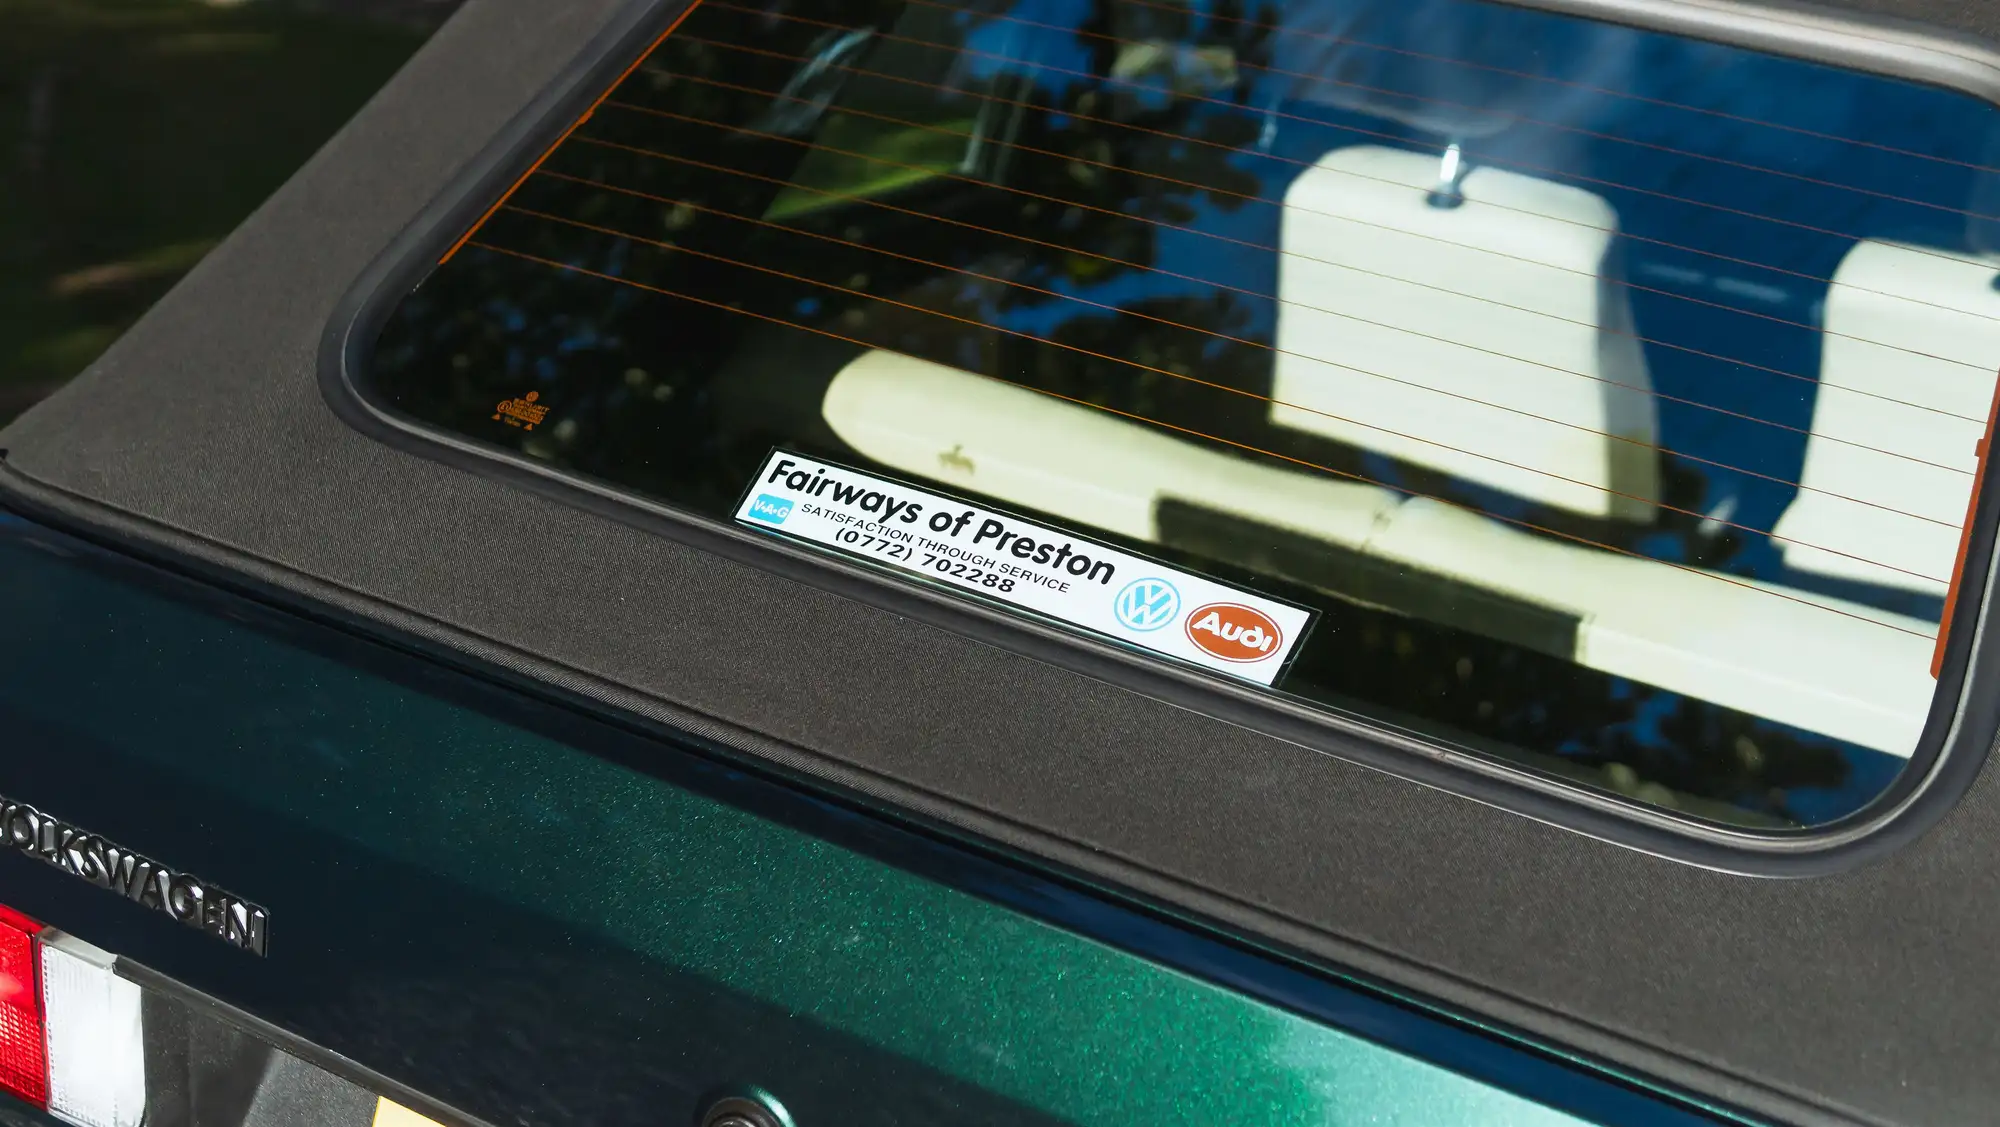 Fairways of Preston
V·A·G
SATISFACTION THROUGH SERVICE
(0772) 702288
Audi
VOLKSWAGEN